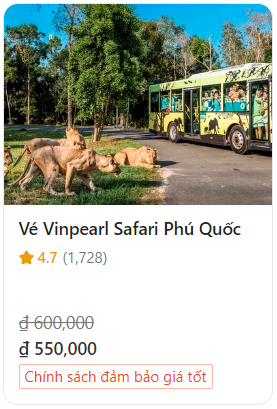 Vé Vinpearl Safari Phú Quốc
4.7 (1,728)
₫ 600,000
₫ 550,000
Chính sách đảm bảo giá tốt